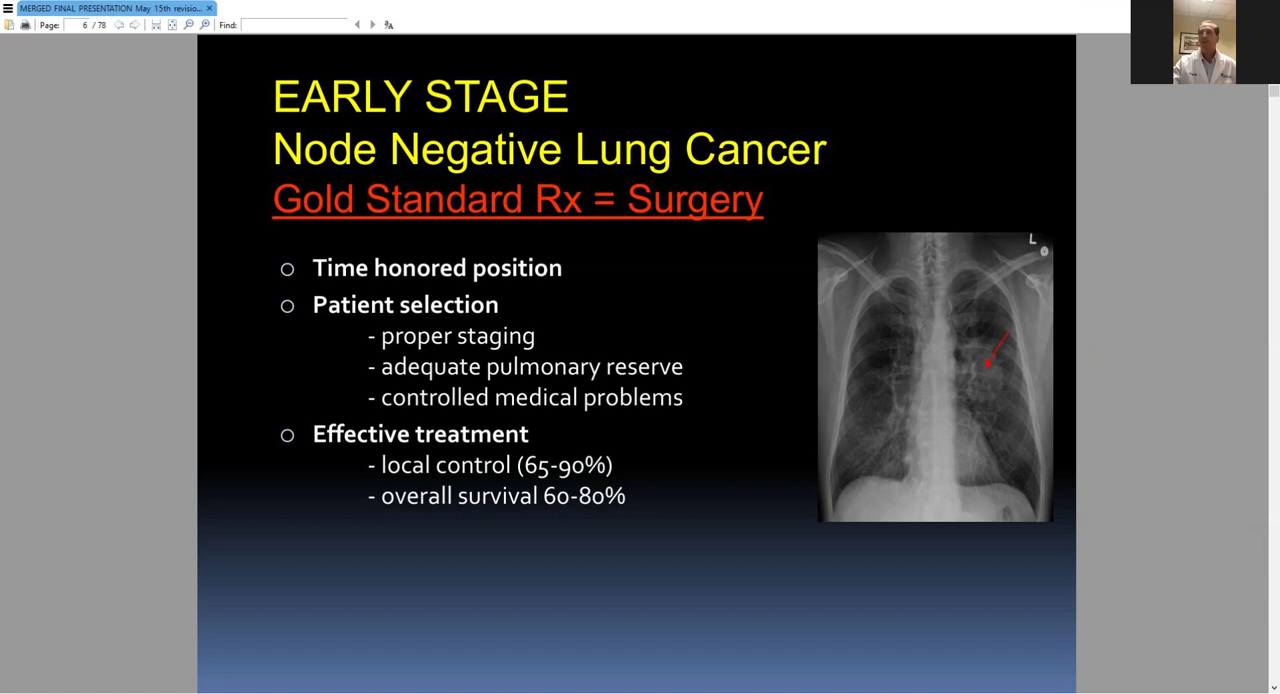 MERGED FINAL PRESENTATION May 15th revisio...
Page: 6 / 78 Find:
EARLY STAGE
Node Negative Lung Cancer
Gold Standard Rx = Surgery
Time honored position
Patient selection
- proper staging
- adequate pulmonary reserve
- controlled medical problems
Effective treatment
- local control (65-90%)
- overall survival 60-80%
L